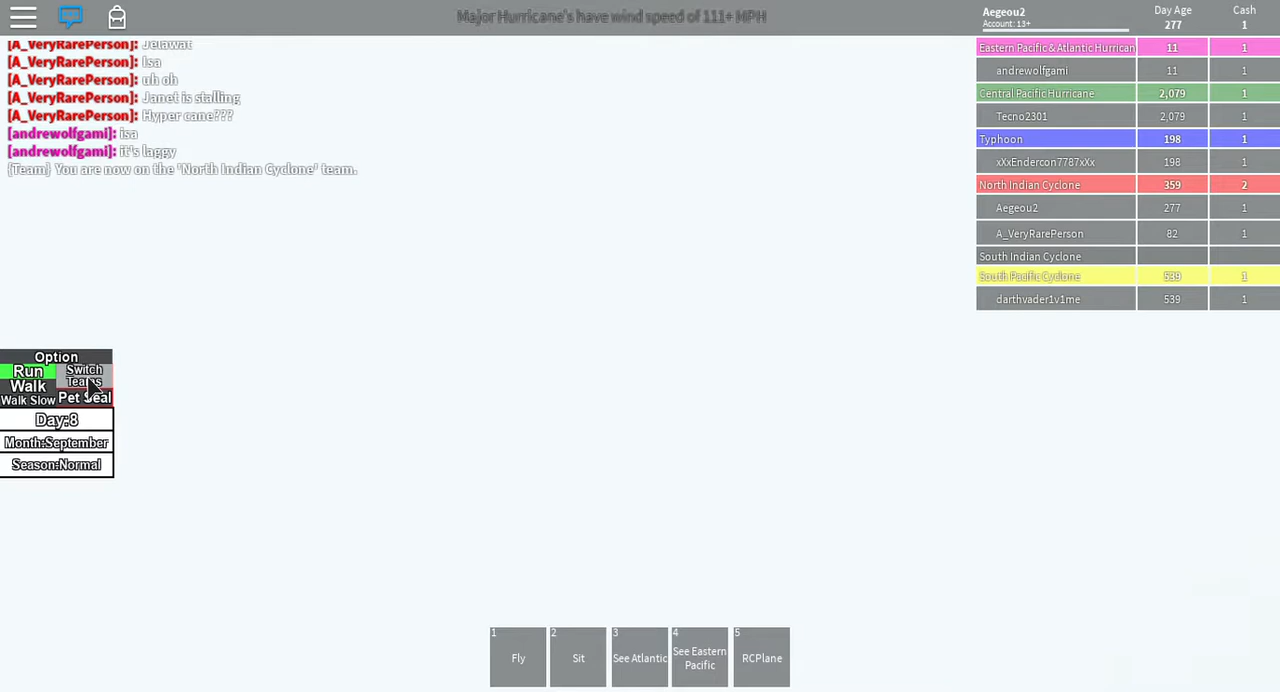 Major Hurricane's have wind speed of 111+ MPH
[A_VeryRarePerson]: Jelawat
[A_VeryRarePerson]: Isa
[A_VeryRarePerson]: uh oh
[A_VeryRarePerson]: Janet is stalling
[A_VeryRarePerson]: Hyper cane???
[andrewolfgami]: isa
[andrewolfgami]: it's laggy
{Team} You are now on the 'North Indian Cyclone' team.
Aegeou2 Day Age Cash
Account: 13+ 277 1
Eastern Pacific & Atlantic Hurrican 11 1
andrewolfgami 11 1
Central Pacific Hurricane 2,079 1
Tecno2301 2,079 1
Typhoon 198 1
xXxEndercon7787xXx 198 1
North Indian Cyclone 359 2
Aegeou2 277 1
A_VeryRarePerson 82 1
South Indian Cyclone
South Pacific Cyclone 539 1
darthvader1v1me 539 1
Option
Run
Walk
Walk Slow
Switch
Teams
Pet Seal
Day:8
Month:September
Season:Normal
1 Fly
2 Sit
3 See Atlantic
4 See Eastern
Pacific
5 RCPlane